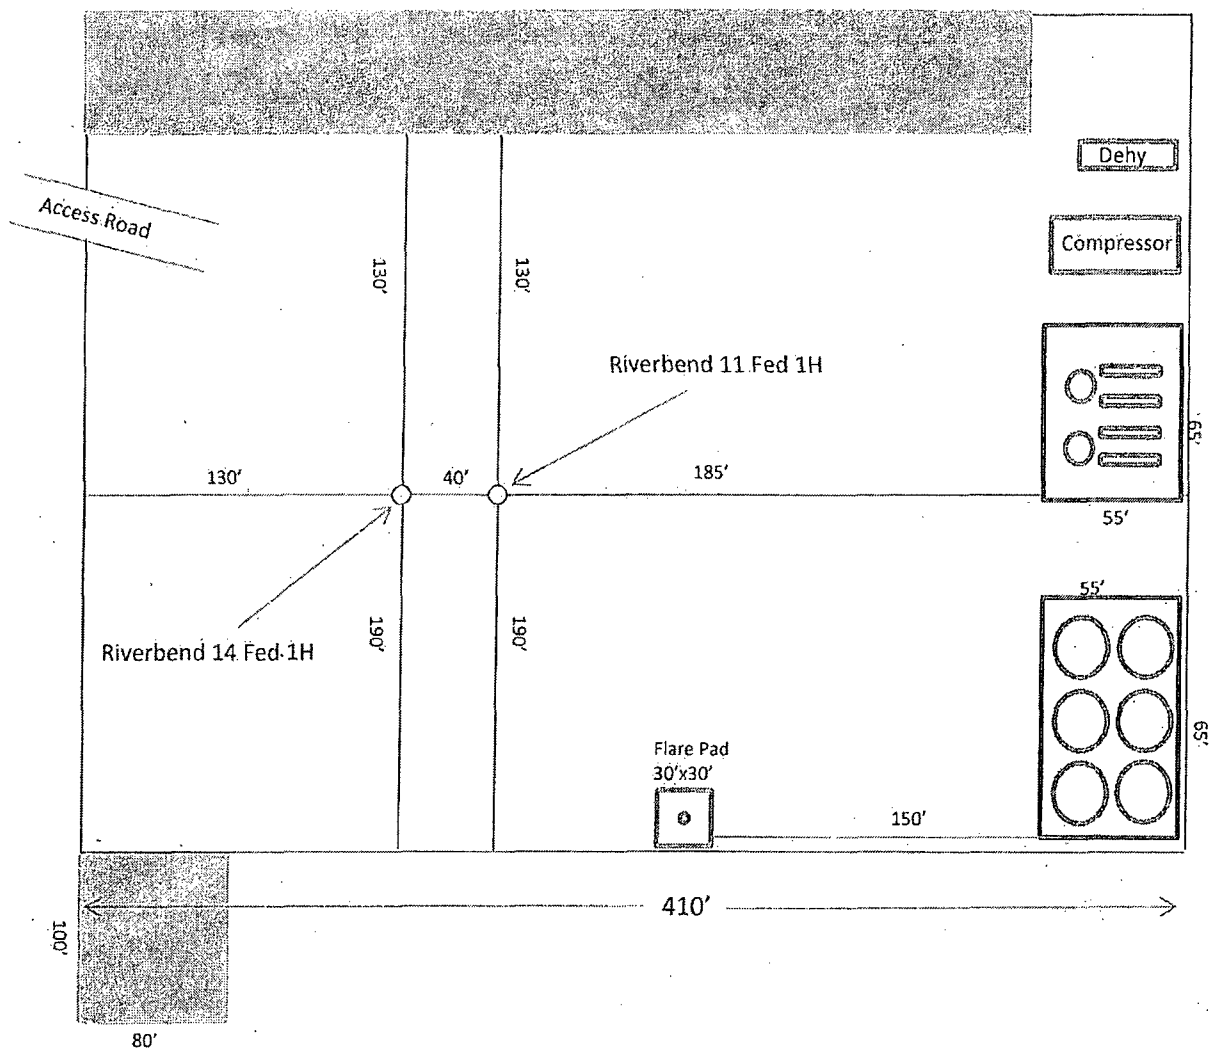 Dehy
Access Road
Compressor
130'
130'
Riverbend 11 Fed 1H
65'
130'
40'
185'
55'
55'
190'
190'
Riverbend 14 Fed 1H
65'
Flare Pad
30'x30'
150'
410'
100'
80'